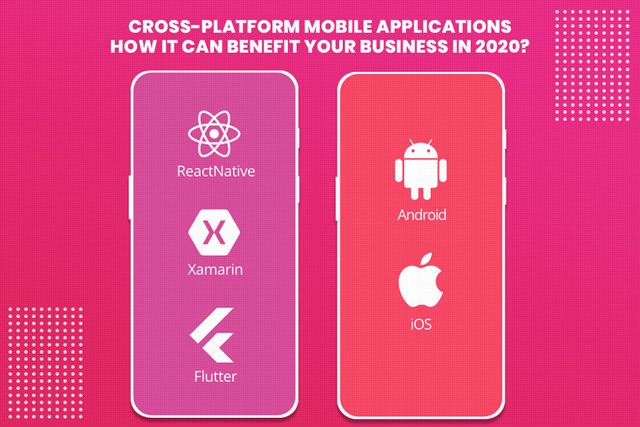 CROSS-PLATFORM MOBILE APPLICATIONS
HOW IT CAN BENEFIT YOUR BUSINESS IN 2020?
ReactNative
Xamarin
Flutter
Android
iOS